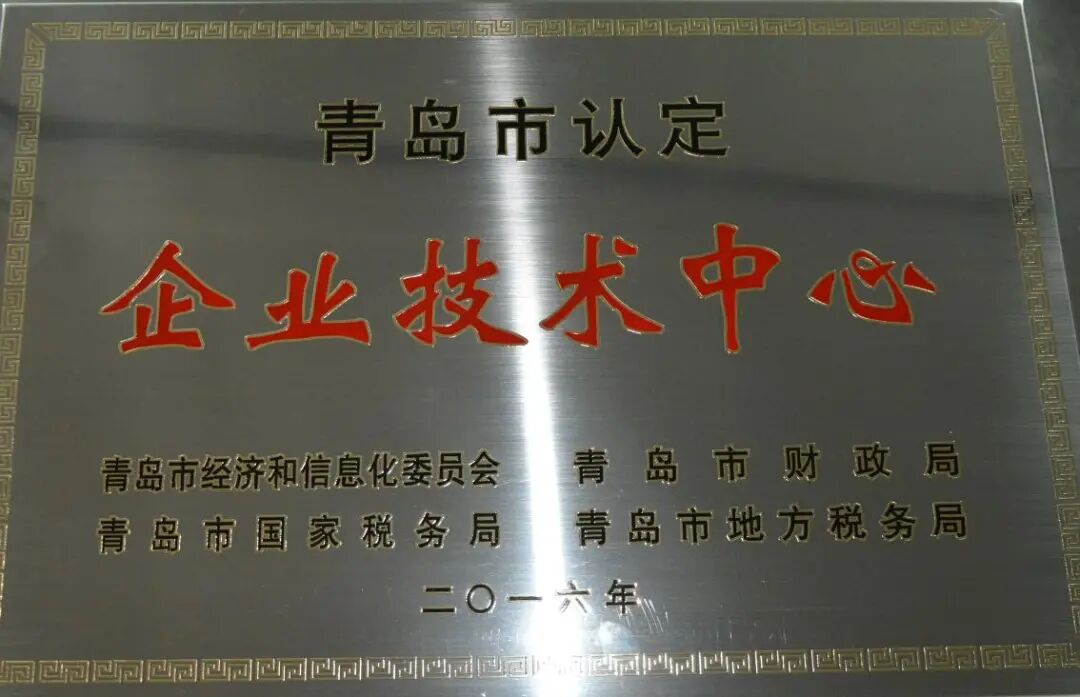 青岛市认定
企业技术中心
青岛市经济和信息化委员会 青岛市财政局
青岛市国家税务局 青岛市地方税务局
二〇一六年